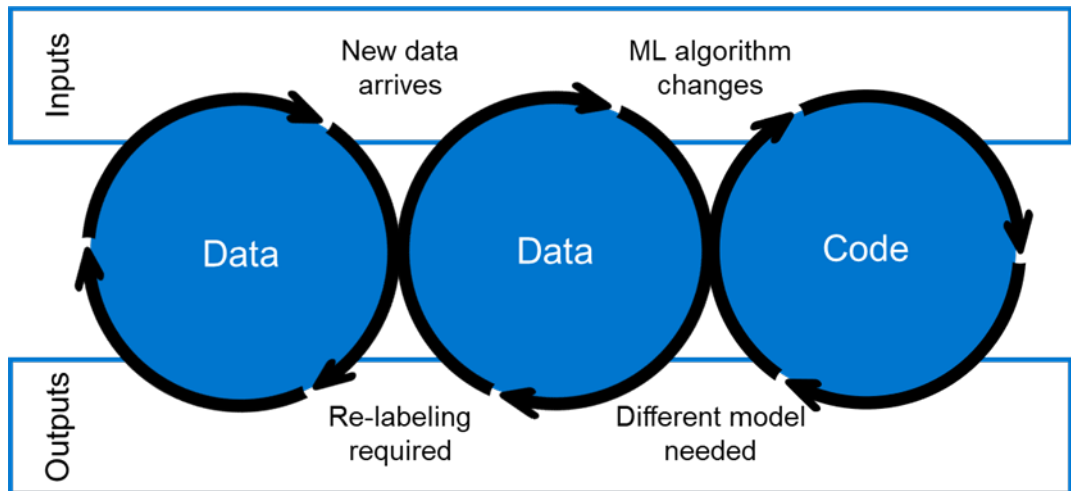 Inputs
New data
arrives
ML algorithm
changes
Data
Data
Code
Outputs
Re-labeling
required
Different model
needed